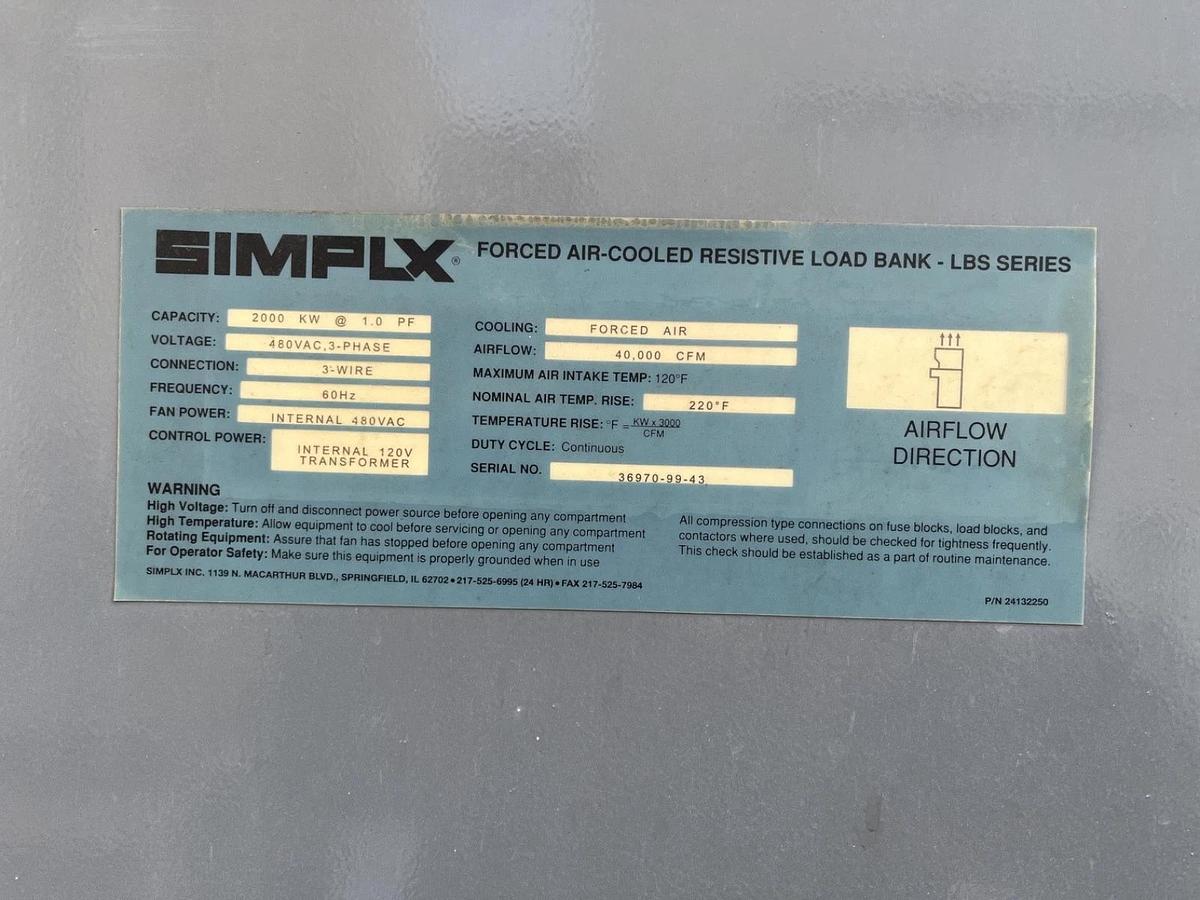 SIMPLX® FORCED AIR-COOLED RESISTIVE LOAD BANK - LBS SERIES
CAPACITY: 2000 KW @ 1.0 PF
VOLTAGE: 480VAC,3-PHASE
CONNECTION: 3-WIRE
FREQUENCY: 60Hz
FAN POWER: INTERNAL 480VAC
CONTROL POWER: INTERNAL 120V
TRANSFORMER
COOLING: FORCED AIR
AIRFLOW: 40,000 CFM
MAXIMUM AIR INTAKE TEMP: 120°F
NOMINAL AIR TEMP. RISE: 220°F
TEMPERATURE RISE: °F = KW x 3000
CFM
DUTY CYCLE: Continuous
SERIAL NO. 36970-99-43
AIRFLOW
DIRECTION
WARNING
High Voltage: Turn off and disconnect power source before opening any compartment
High Temperature: Allow equipment to cool before servicing or opening any compartment
Rotating Equipment: Assure that fan has stopped before opening any compartment
For Operator Safety: Make sure this equipment is properly grounded when in use
All compression type connections on fuse blocks, load blocks, and
contactors where used, should be checked for tightness frequently.
This check should be established as a part of routine maintenance.
SIMPLX INC. 1139 N. MACARTHUR BLVD., SPRINGFIELD, IL 62702 • 217-525-6995 (24 HR) • FAX 217-525-7984
P/N 24132250